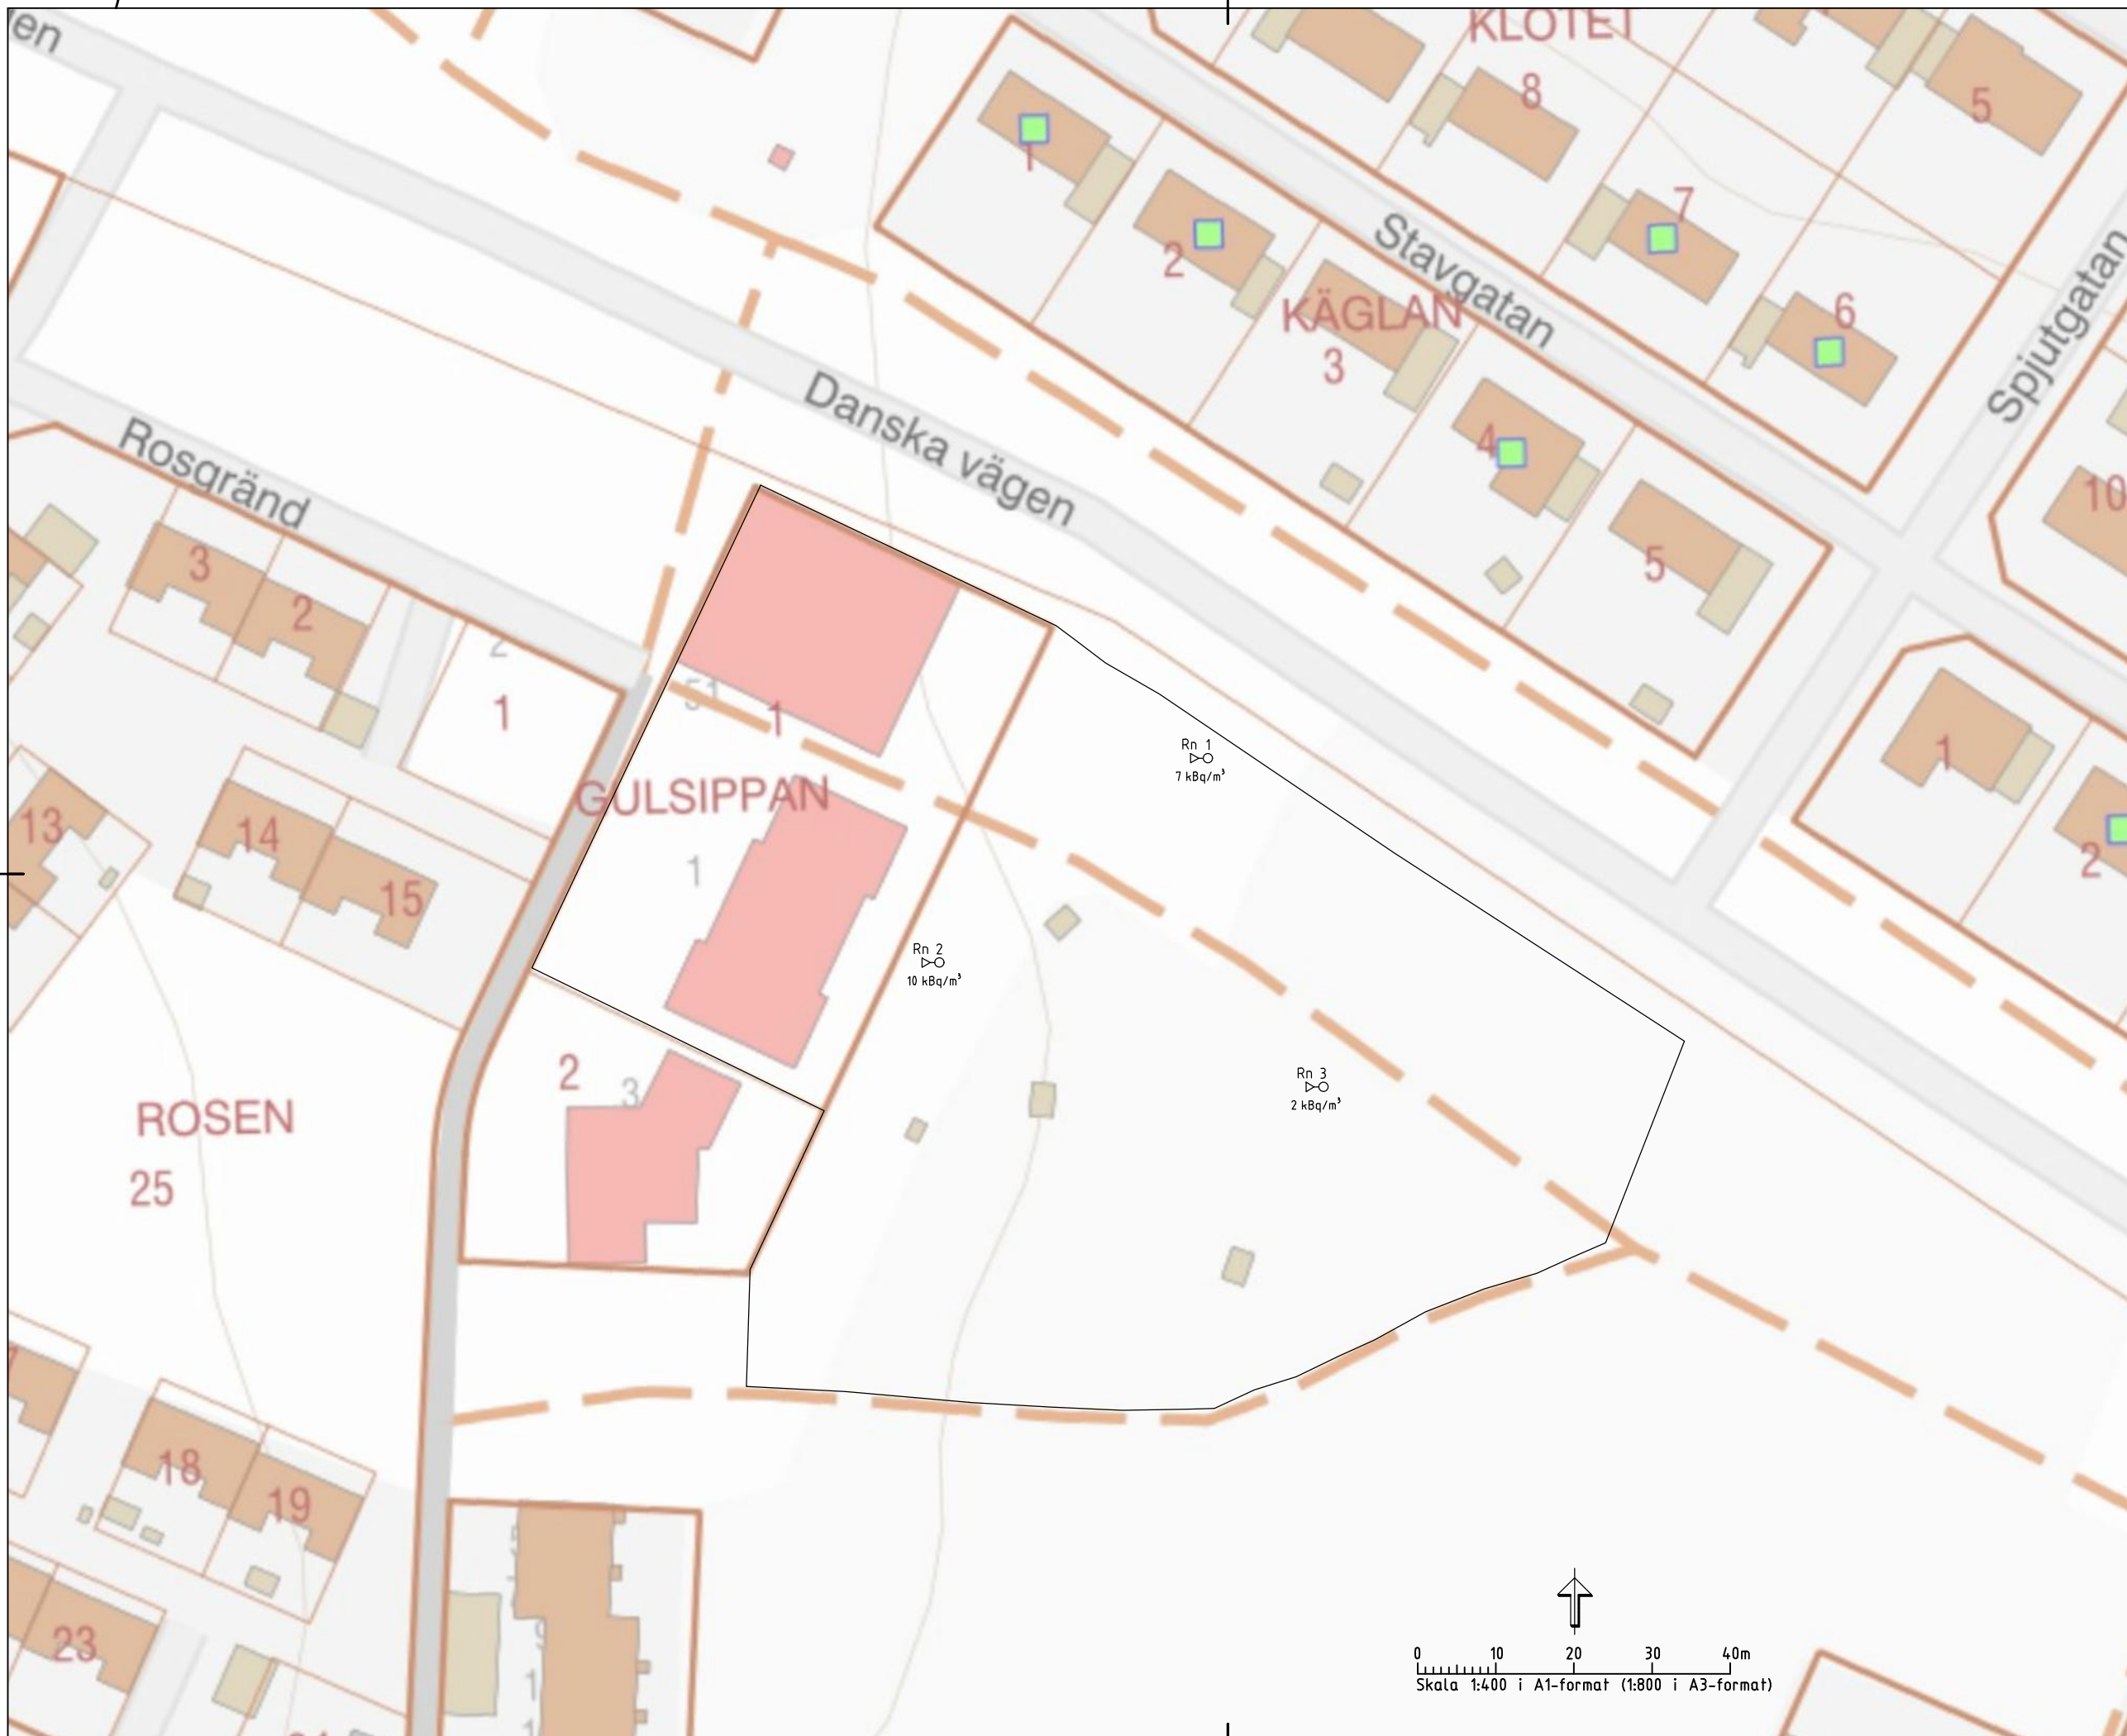 en
KLOTET
8
5
1
7
2
Stavgatan
6
KÄGLAN
3
Spjutgatan
Danska vägen
Rosgränd
4
10
5
3
2
2
1
51
1
Rn 1
7 kBq/m³
1
GULSIPPAN
13
14
2
1
15
Rn 2
10 kBq/m³
2
3
Rn 3
2 kBq/m³
ROSEN
25
18
19
23
0 10 20 30 40m
Skala 1:400 i A1-format (1:800 i A3-format)